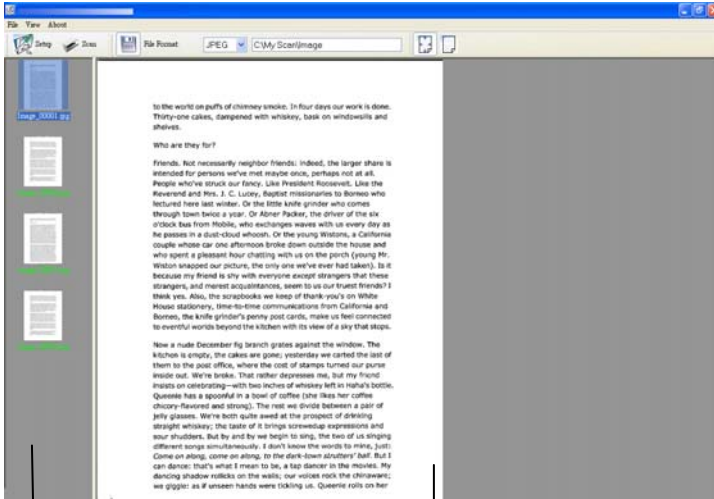 File View About
Setup Scan File Format JPEG C:\My Scan\Image
Image_00001.jpg
to the world on puffs of chimney smoke. In four days our work is done.
Thirty-one cakes, dampened with whiskey, bask on windowsills and
shelves.
Who are they for?
Friends. Not necessarily neighbor friends: indeed, the larger share is
intended for persons we've met maybe once, perhaps not at all.
People who've struck our fancy. Like President Roosevelt. Like the
Reverend and Mrs. J. C. Lucey, Baptist missionaries to Borneo who
lectured here last winter. Or the little knife grinder who comes
through town twice a year. Or Abner Packer, the driver of the six
o'clock bus from Mobile, who exchanges waves with us every day as
he passes in a dust-cloud whoosh. Or the young Wistons, a California
couple whose car one afternoon broke down outside the house and
who spent a pleasant hour chatting with us on the porch (young Mr.
Wiston snapped our picture, the only one we've ever had taken). Is it
because my friend is shy with everyone except strangers that these
strangers, and merest acquaintances, seem to us our truest friends? I
think yes. Also, the scrapbooks we keep of thank-you's on White
House stationery, time-to-time communications from California and
Borneo, the knife grinder's penny post cards, make us feel connected
to eventful worlds beyond the kitchen with its view of a sky that stops.
Now a nude December fig branch grates against the window. The
kitchen is empty, the cakes are gone; yesterday we carted the last of
them to the post office, where the cost of stamps turned our purse
inside out. We're broke. That rather depresses me, but my friend
insists on celebrating—with two inches of whiskey left in Haha's bottle.
Queenie has a spoonful in a bowl of coffee (she likes her coffee
chicory-flavored and strong). The rest we divide between a pair of
jelly glasses. We're both quite awed at the prospect of drinking
straight whiskey; the taste of it brings screwedup expressions and
sour shudders. But by and by we begin to sing, the two of us singing
different songs simultaneously. I don't know the words to mine, just:
Come on along, come on along, to the dark-town strutters' ball. But I
can dance: that's what I mean to be, a tap dancer in the movies. My
dancing shadow rollicks on the walls; our voices rock the chinaware;
we giggle: as if unseen hands were tickling us. Queenie rolls on her